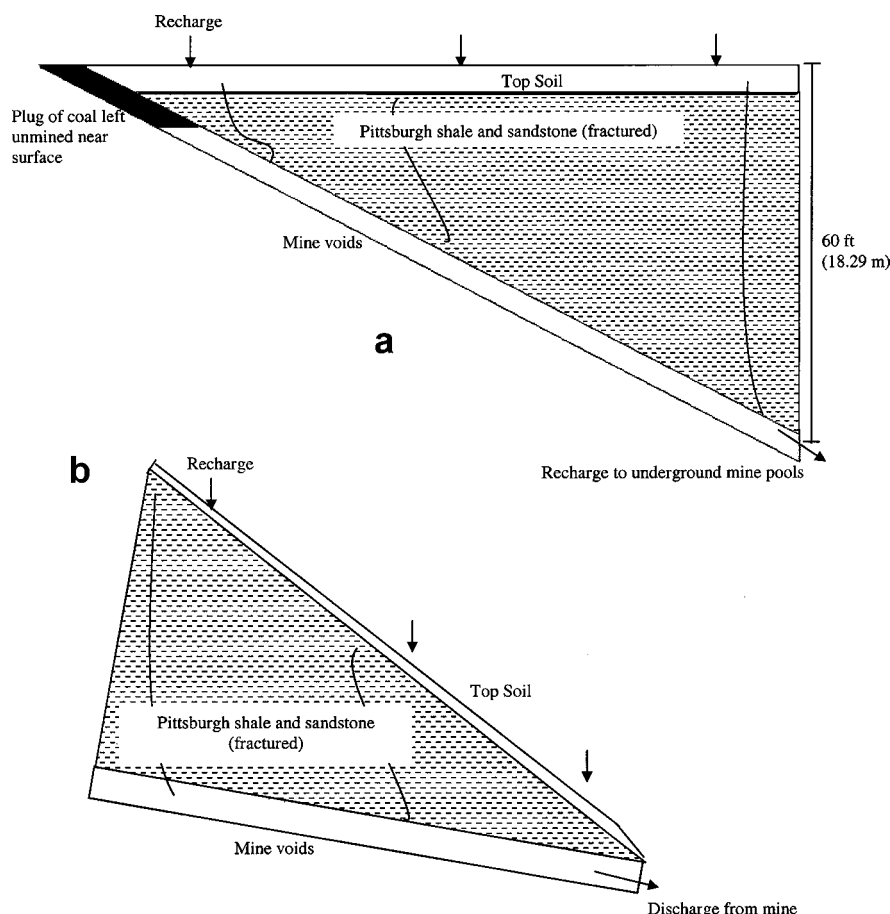 Recharge
Top Soil
Plug of coal left
unmined near
surface
Pittsburgh shale and sandstone (fractured)
Mine voids
60 ft
(18.29 m)
a
Recharge to underground mine pools
b
Recharge
Top Soil
Pittsburgh shale and sandstone
(fractured)
Mine voids
Discharge from mine